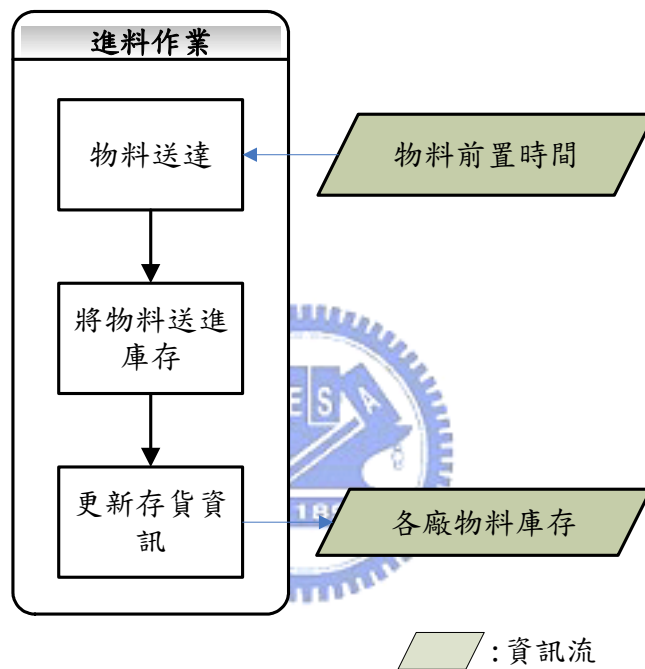 進料作業
物料送達
物料前置時間
將物料送進
庫存
E S A
189
更新存貨資
訊
各廠物料庫存
:資訊流